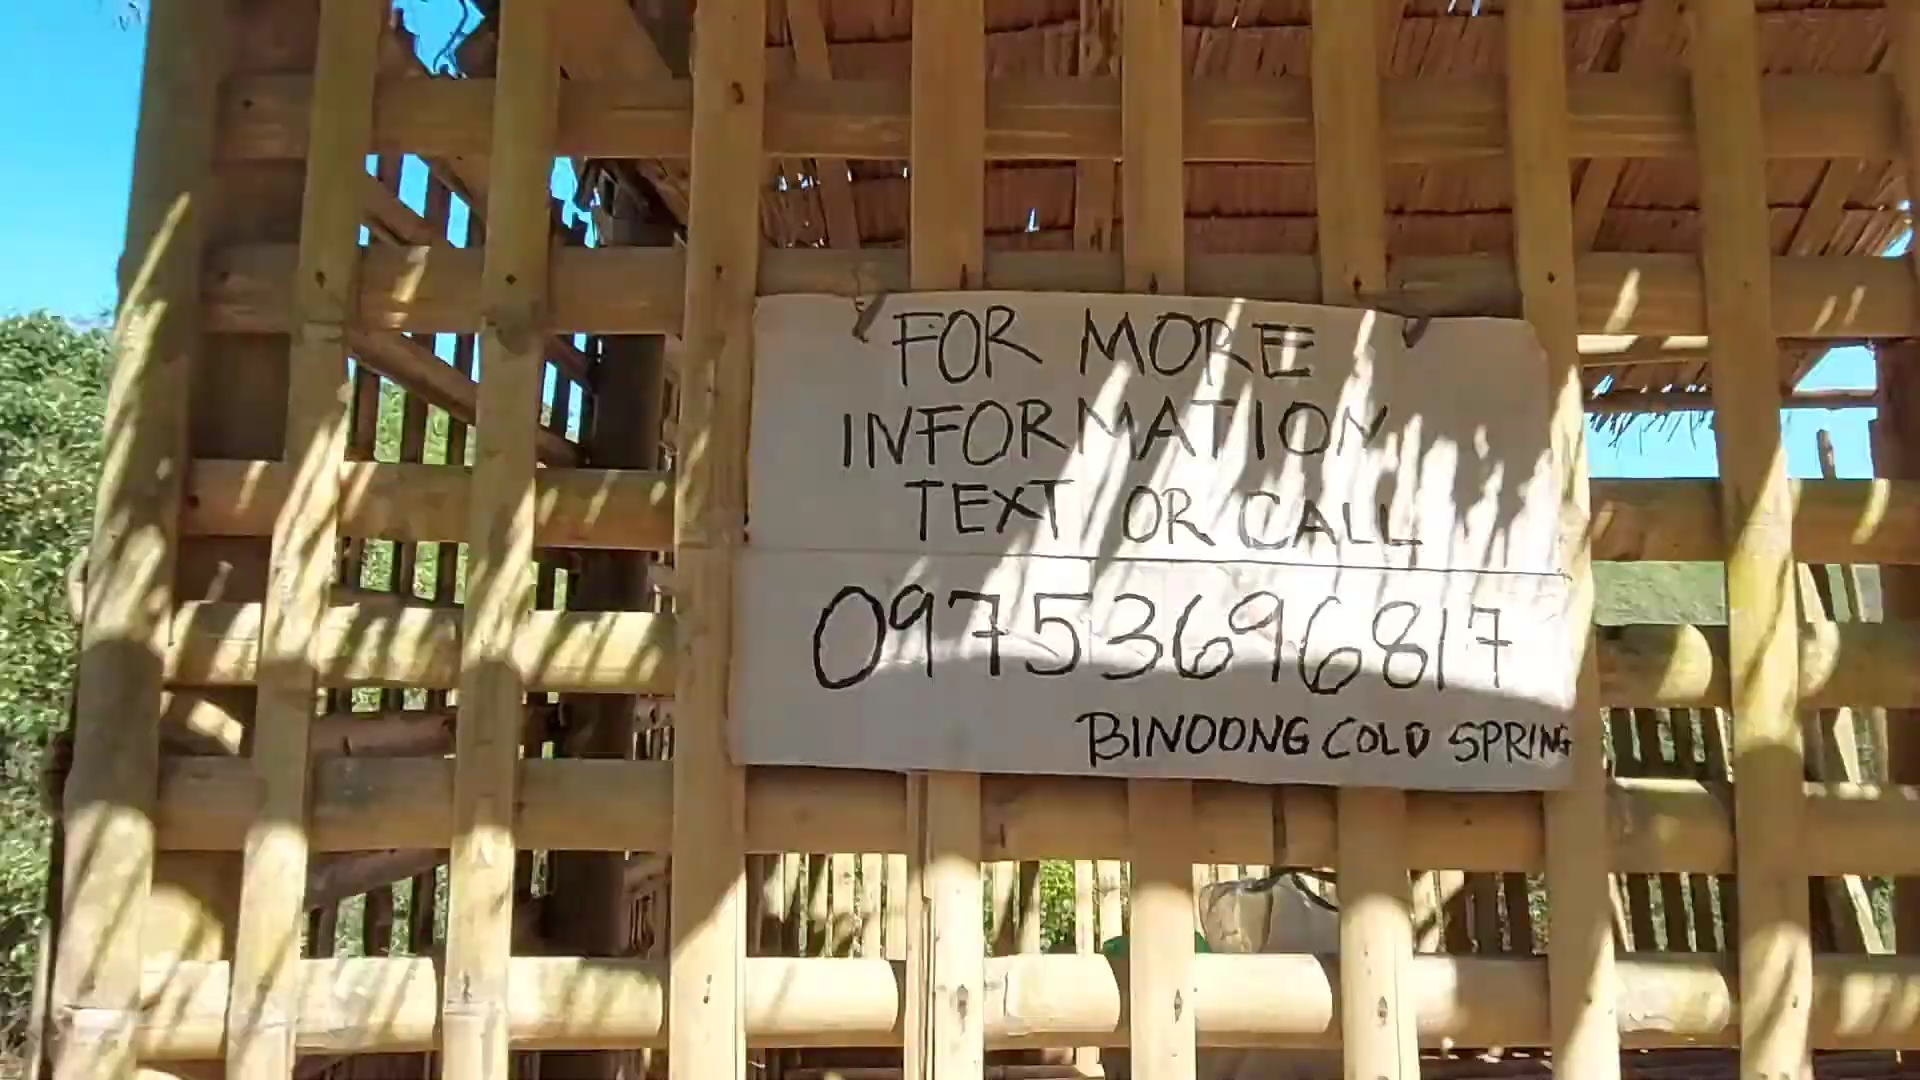 FOR MORE
INFORMATION
TEXT OR CALL
09753696817
BINOONG COLD SPRING